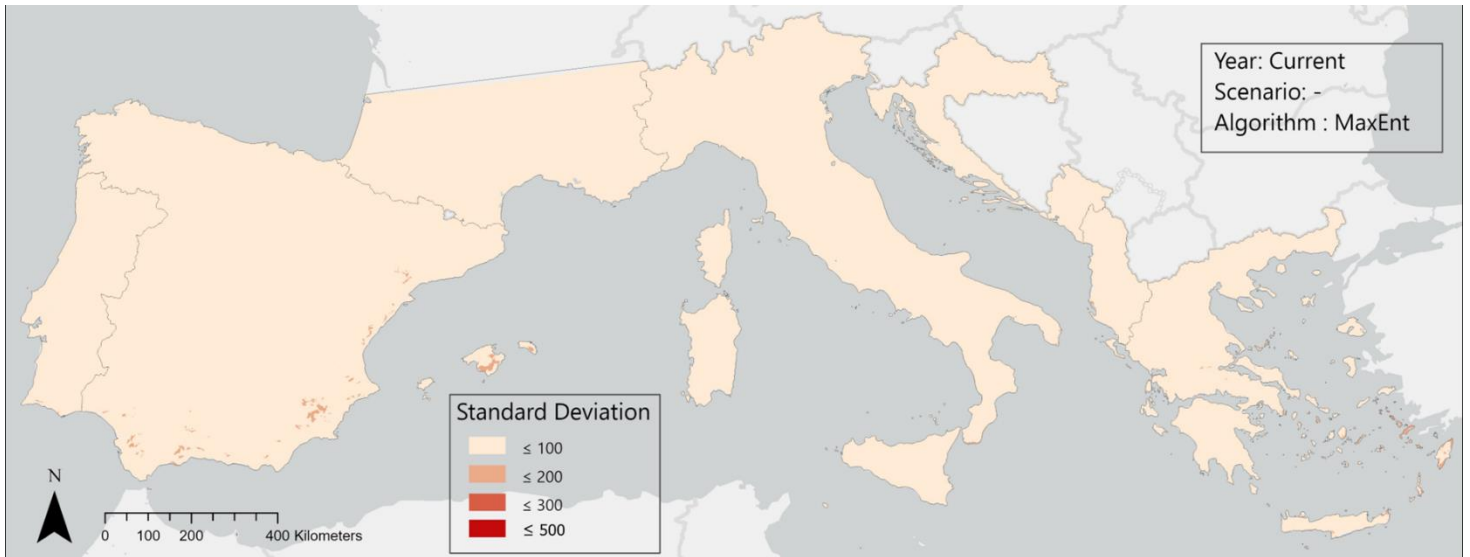 Year: Current
Scenario: -
Algorithm : MaxEnt
Standard Deviation
≤ 100
≤ 200
≤ 300
≤ 500
N
0 100 200 400 Kilometers